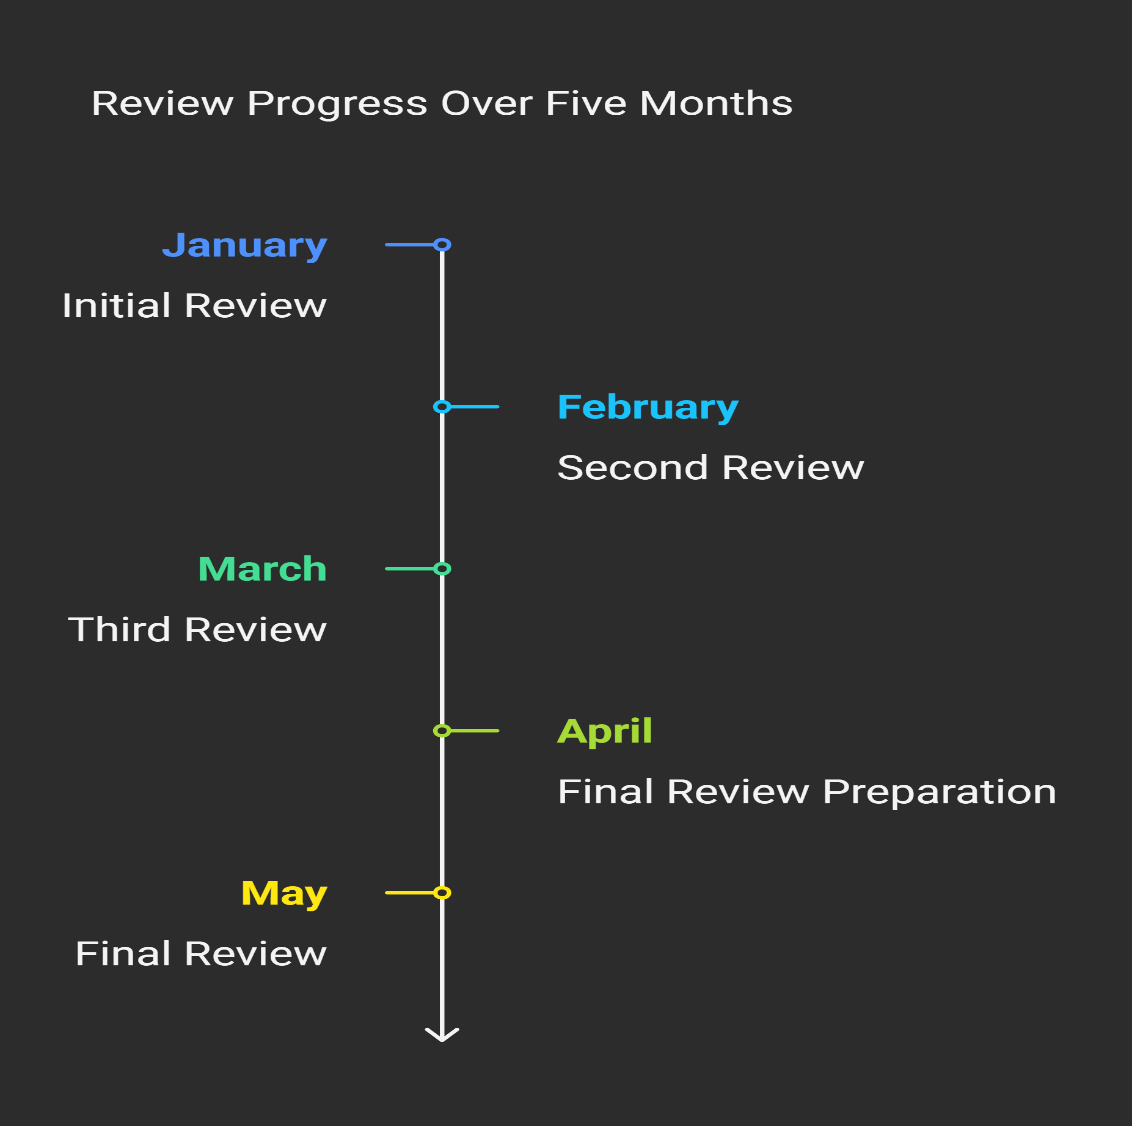 Review Progress Over Five Months
January
Initial Review
February
Second Review
March
Third Review
April
Final Review Preparation
May
Final Review